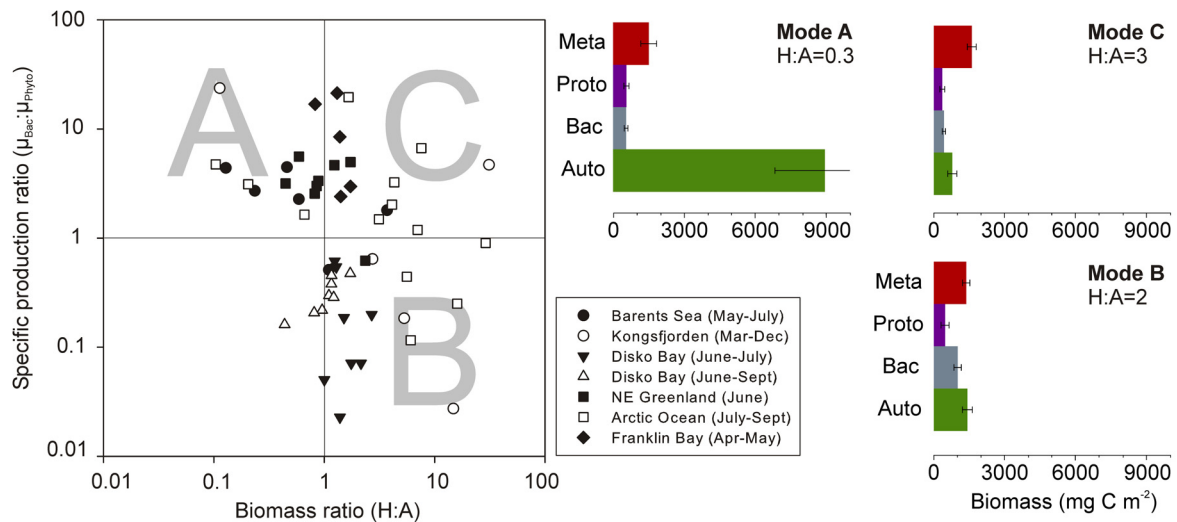 100
10
1
0.1
0.01
Specific production ratio (μBac:μPhyto)
A
C
B
0.01 0.1 1 10 100
Biomass ratio (H:A)
Mode A
H:A=0.3
Meta
Proto
Bac
Auto
0 3000 6000 9000
Mode C
H:A=3
0 3000 6000 9000
Mode B
H:A=2
Meta
Proto
Bac
Auto
0 3000 6000 9000
Biomass (mg C m⁻²)
Barents Sea (May-July)
Kongsfjorden (Mar-Dec)
Disko Bay (June-July)
Disko Bay (June-Sept)
NE Greenland (June)
Arctic Ocean (July-Sept)
Franklin Bay (Apr-May)